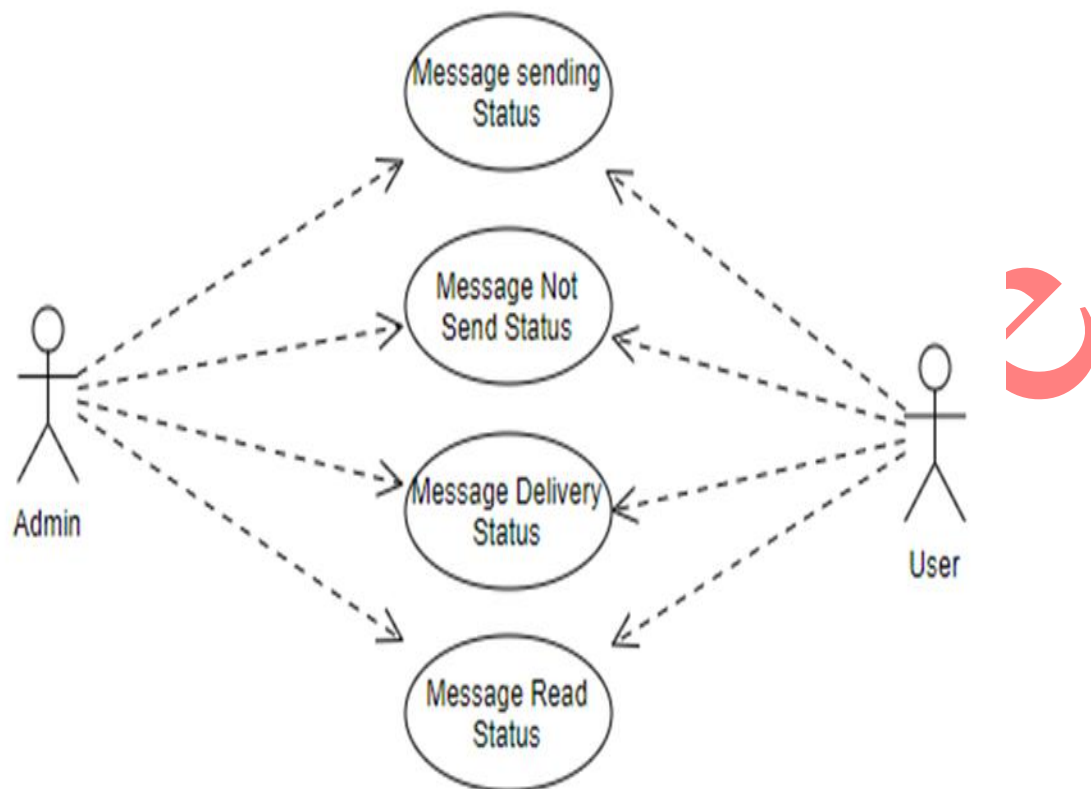 Message sending
Status
Message Not
Send Status
Message Delivery
Status
Message Read
Status
Admin
User
e